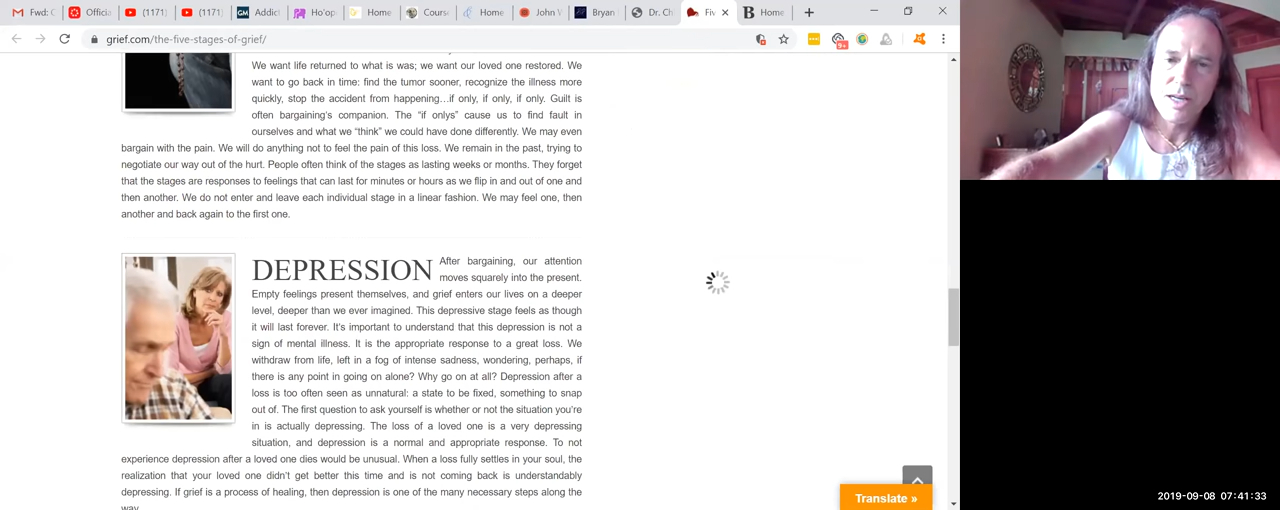 Fwd: C
Officia
(1171)
(1171)
Addict
Ho'op
Home
Course
Home
John V
Bryan
Dr. Ch
Fiv
Home
grief.com/the-five-stages-of-grief/
9+
We want life returned to what is was; we want our loved one restored. We
want to go back in time: find the tumor sooner, recognize the illness more
quickly, stop the accident from happening…if only, if only, if only. Guilt is
often bargaining's companion. The “if onlys” cause us to find fault in
ourselves and what we “think” we could have done differently. We may even
bargain with the pain. We will do anything not to feel the pain of this loss. We remain in the past, trying to
negotiate our way out of the hurt. People often think of the stages as lasting weeks or months. They forget
that the stages are responses to feelings that can last for minutes or hours as we flip in and out of one and
then another. We do not enter and leave each individual stage in a linear fashion. We may feel one, then
another and back again to the first one.
DEPRESSION After bargaining, our attention
moves squarely into the present.
Empty feelings present themselves, and grief enters our lives on a deeper
level, deeper than we ever imagined. This depressive stage feels as though
it will last forever. It's important to understand that this depression is not a
sign of mental illness. It is the appropriate response to a great loss. We
withdraw from life, left in a fog of intense sadness, wondering, perhaps, if
there is any point in going on alone? Why go on at all? Depression after a
loss is too often seen as unnatural: a state to be fixed, something to snap
out of. The first question to ask yourself is whether or not the situation you're
in is actually depressing. The loss of a loved one is a very depressing
situation, and depression is a normal and appropriate response. To not
experience depression after a loved one dies would be unusual. When a loss fully settles in your soul, the
realization that your loved one didn't get better this time and is not coming back is understandably
depressing. If grief is a process of healing, then depression is one of the many necessary steps along the
way.
Translate »
2019-09-08 07:41:33